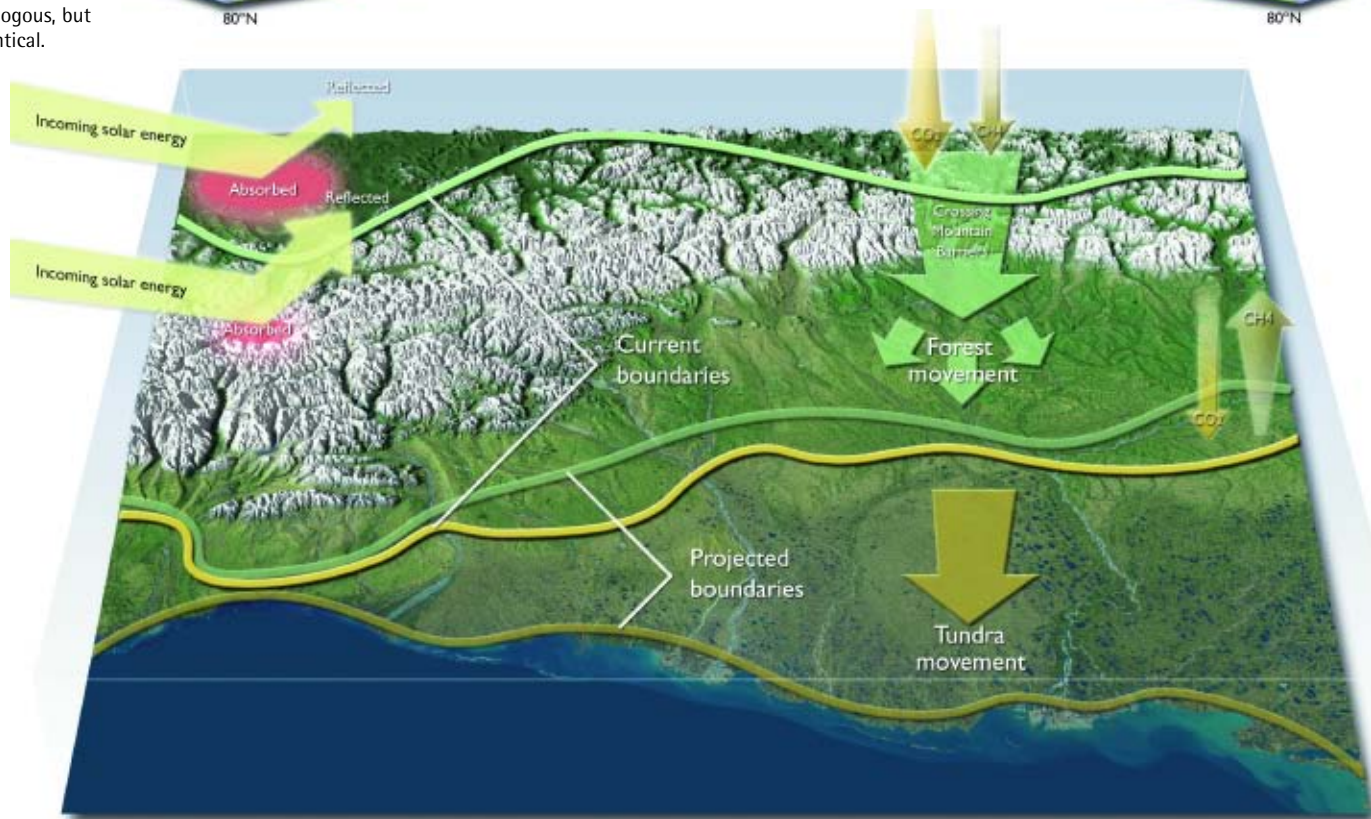 ogous, but
ntical.
80°N
80°N
Reflected
Incoming solar energy
Absorbed
Reflected
Incoming solar energy
Absorbed
CO2
CH4
Crossing
Mountain
Barriers
Current
boundaries
Forest
movement
CH4
CO2
Projected
boundaries
Tundra
movement